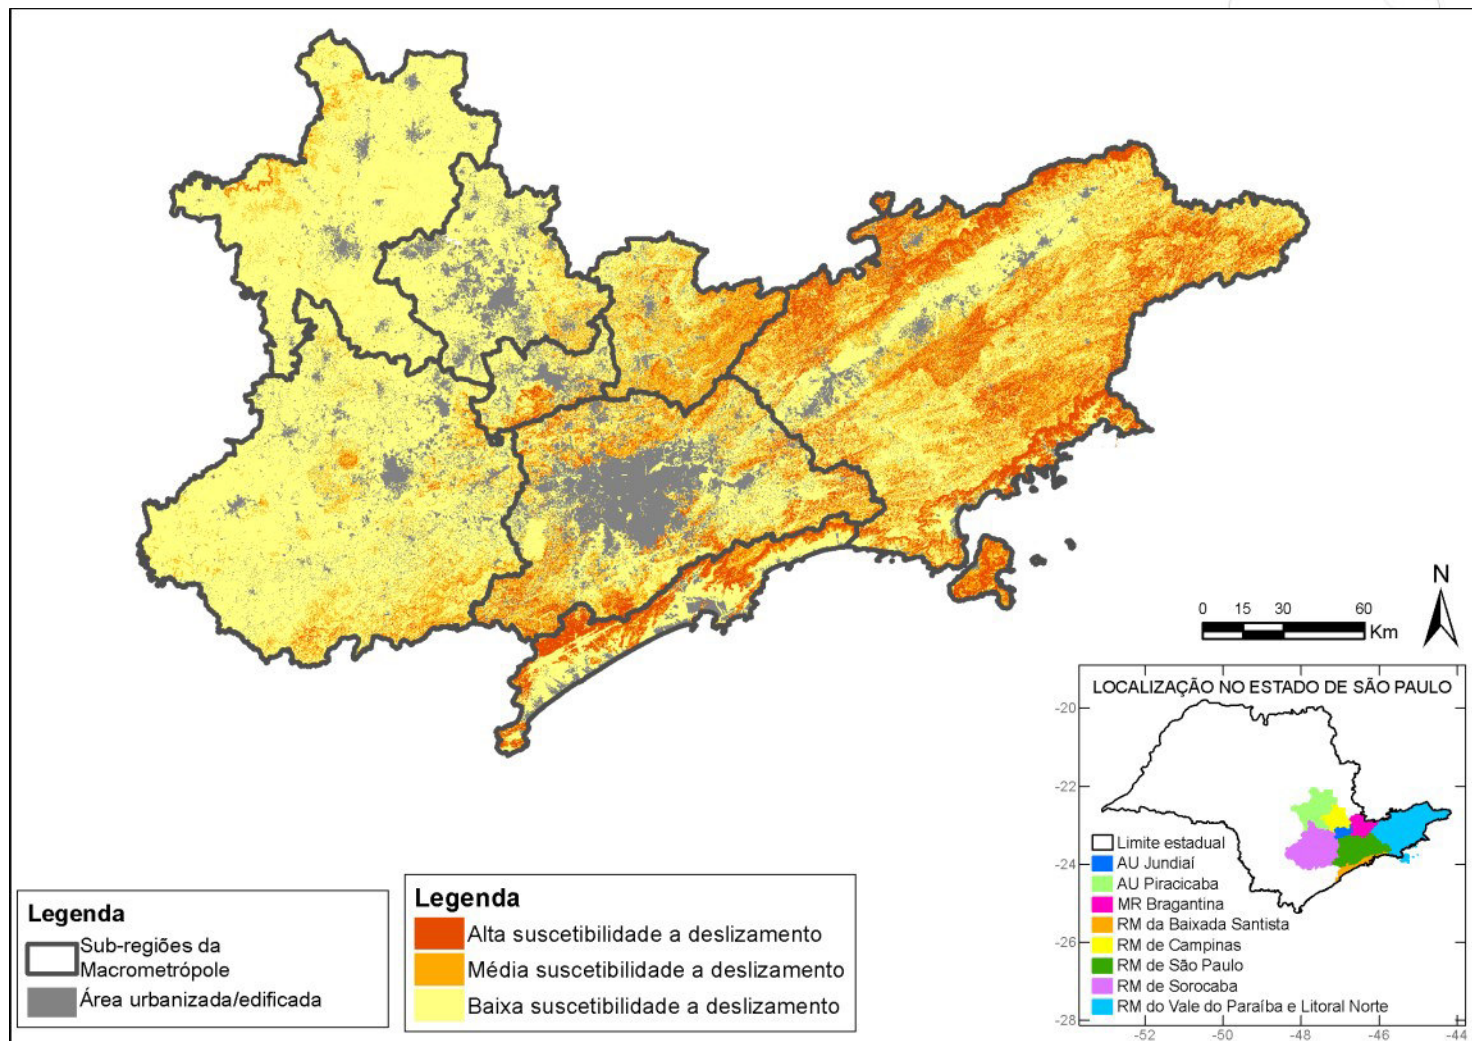 N
0 15 30 60
Km
LOCALIZAÇÃO NO ESTADO DE SÃO PAULO
-20
-22
-24
-26
-28
-52 -50 -48 -46 -44
Limite estadual
AU Jundiaí
AU Piracicaba
MR Bragantina
RM da Baixada Santista
RM de Campinas
RM de São Paulo
RM de Sorocaba
RM do Vale do Paraíba e Litoral Norte
Legenda
Sub-regiões da
Macrometrópole
Área urbanizada/edificada
Legenda
Alta suscetibilidade a deslizamento
Média suscetibilidade a deslizamento
Baixa suscetibilidade a deslizamento